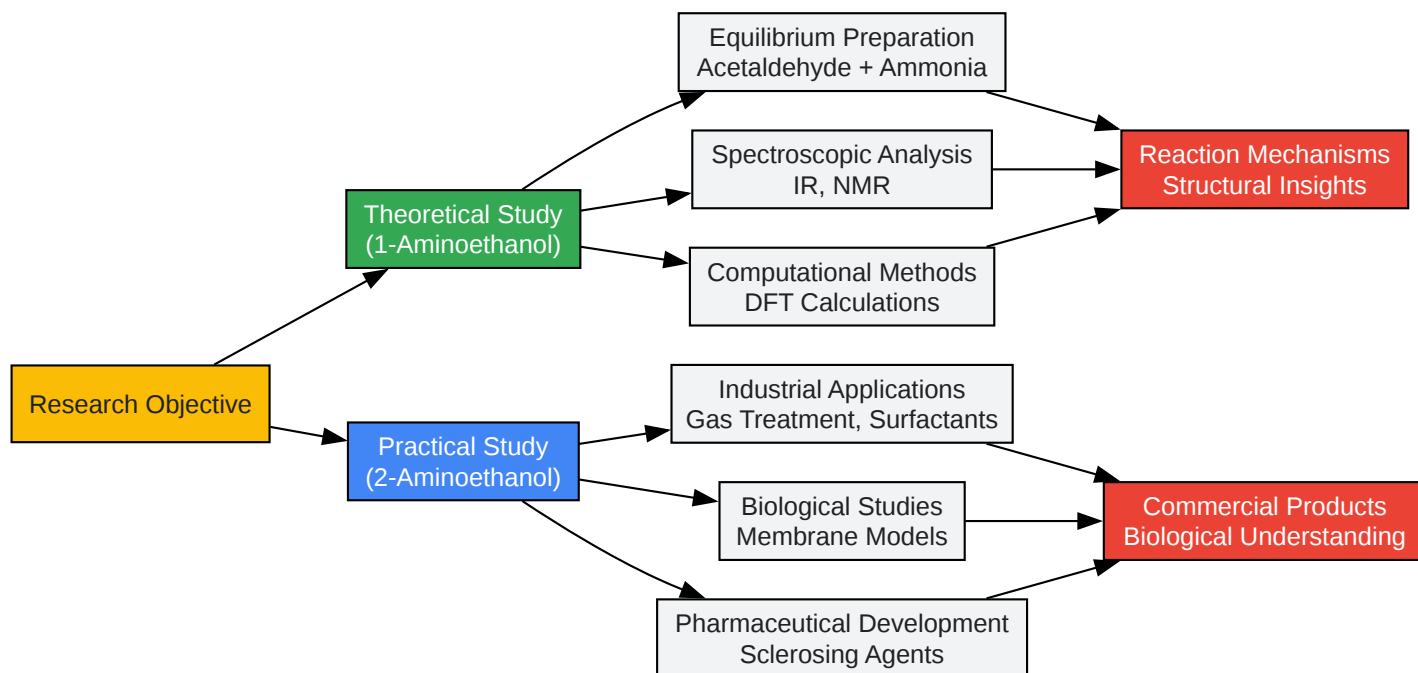 Equilibrium Preparation
Acetaldehyde + Ammonia
Spectroscopic Analysis
IR, NMR
Reaction Mechanisms
Structural Insights
Theoretical Study
(1-Aminoethanol)
Computational Methods
DFT Calculations
Research Objective
Industrial Applications
Gas Treatment, Surfactants
Practical Study
(2-Aminoethanol)
Biological Studies
Membrane Models
Commercial Products
Biological Understanding
Pharmaceutical Development
Sclerosing Agents